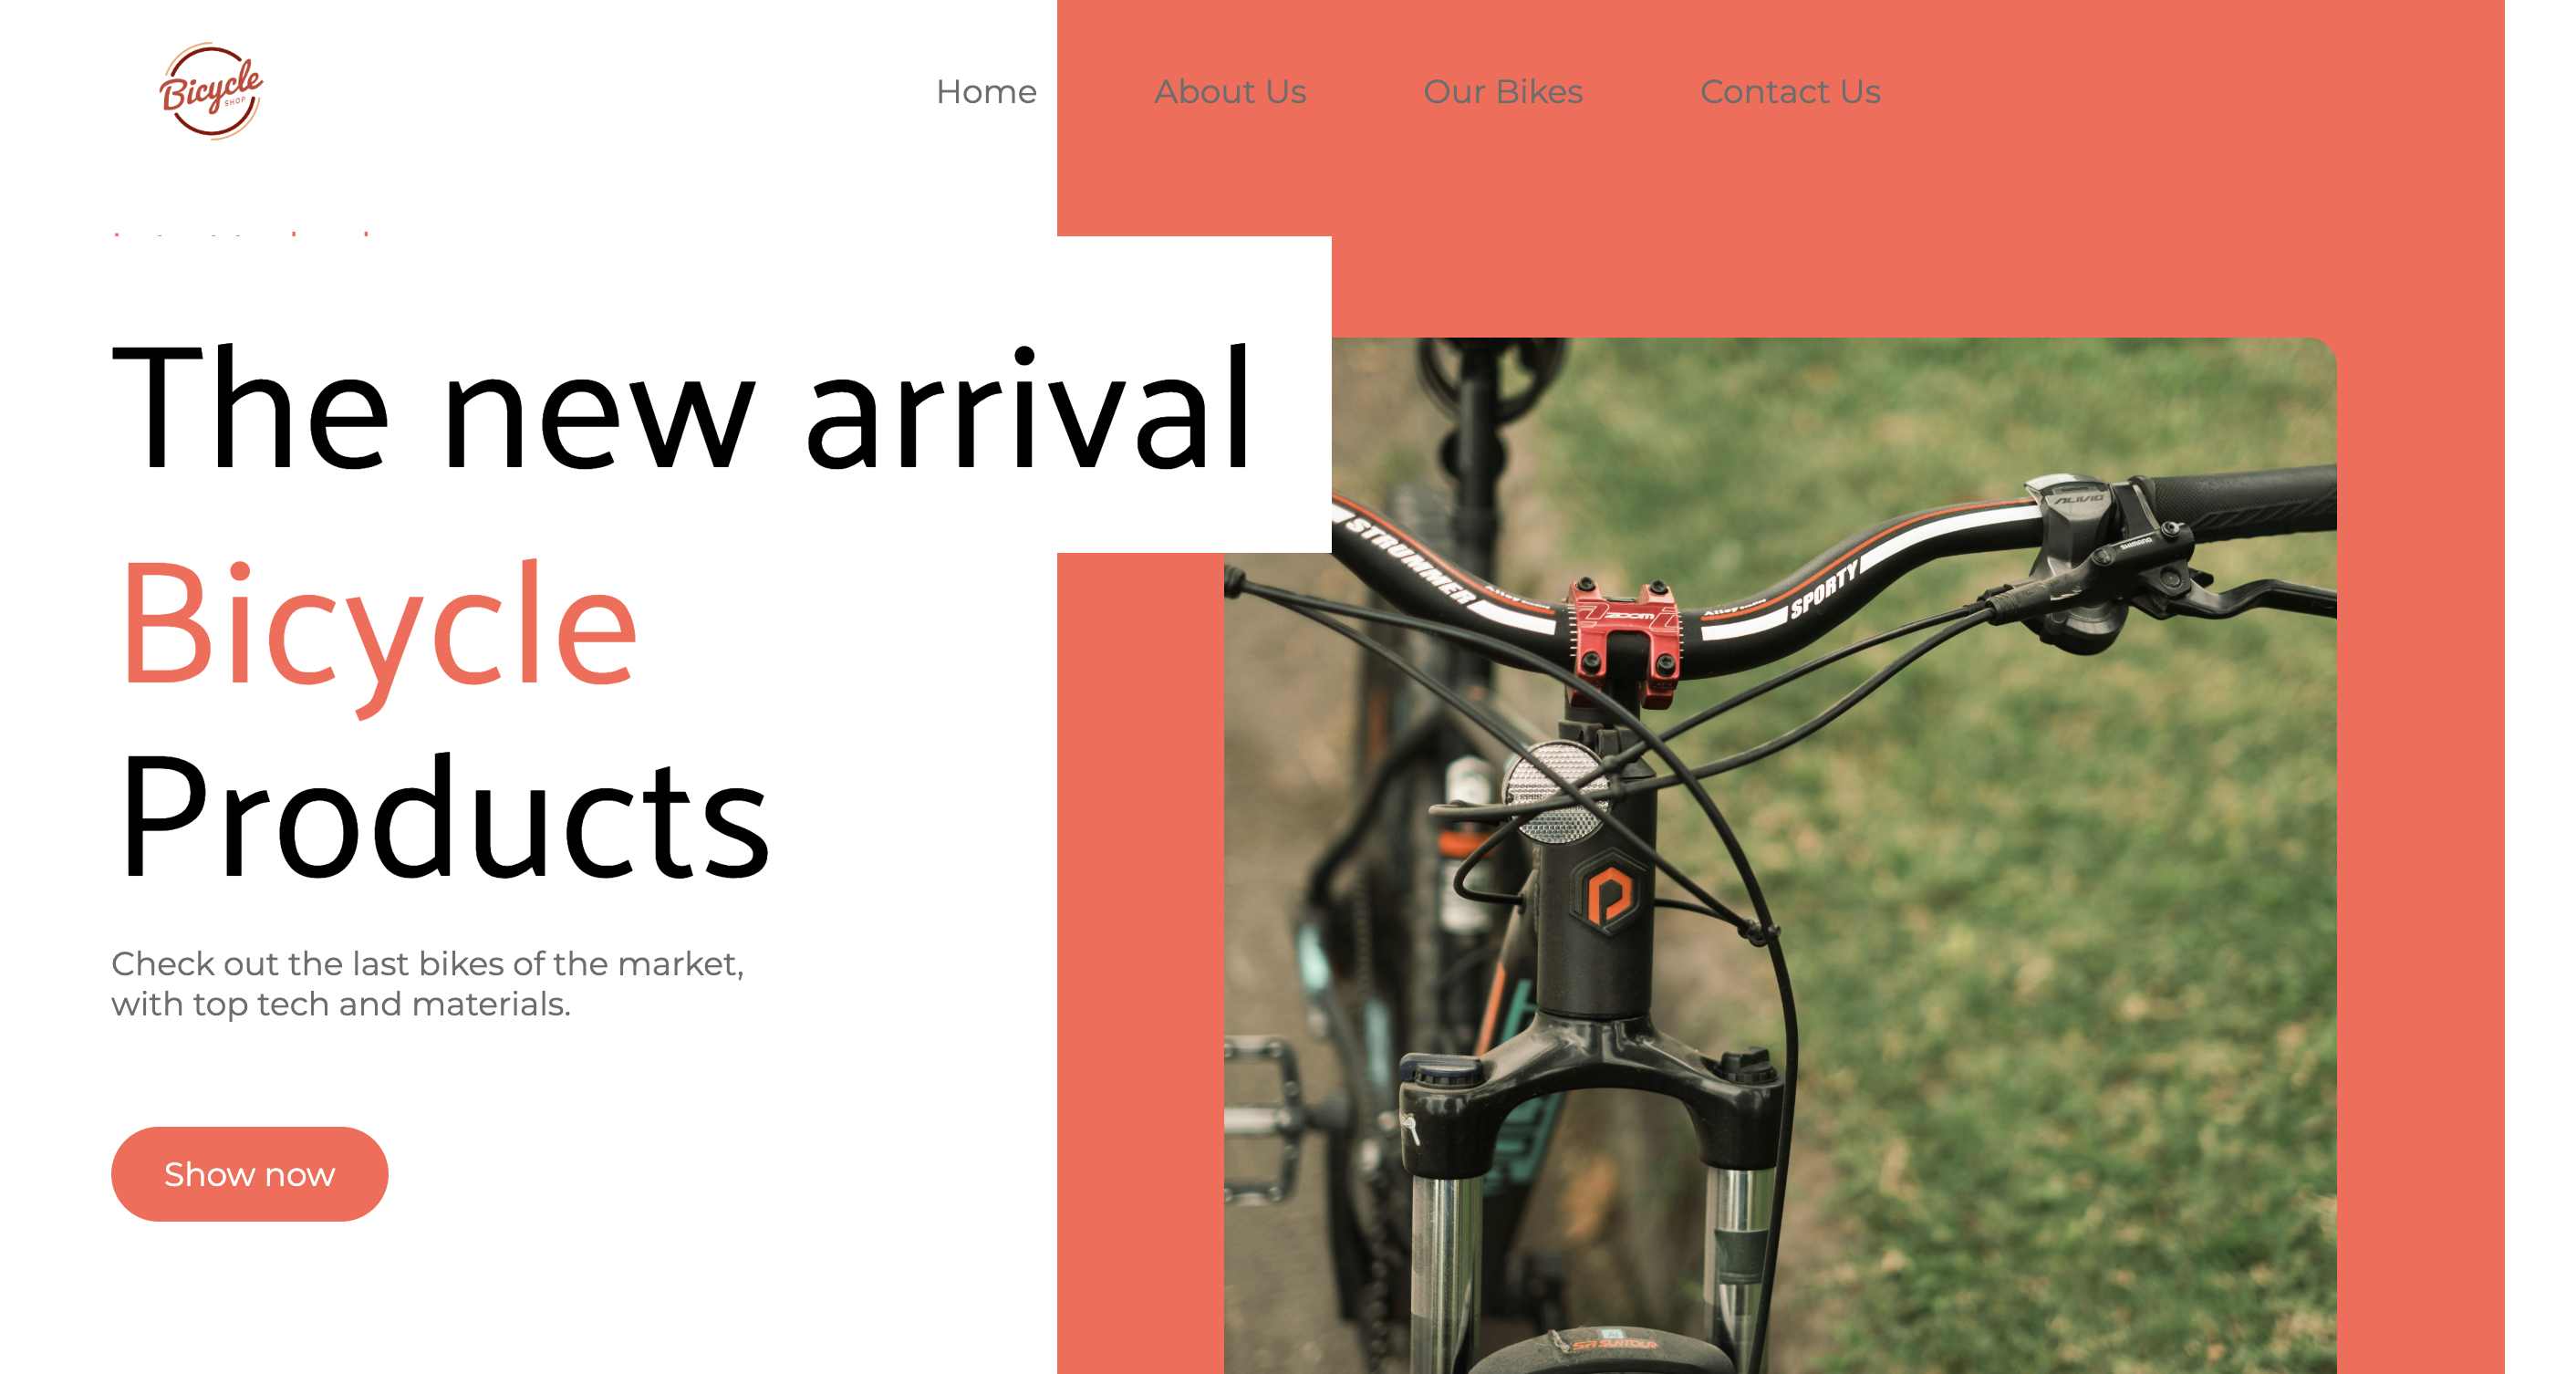 Bicycle
SHOP
Home
About Us
Our Bikes
Contact Us
The new arrival
Bicycle
Products
Check out the last bikes of the market,
with top tech and materials.
Show now
STRUMMER
ZOOM
SPORTY
ALIVIO
SHIMANO
SR SUNTOUR